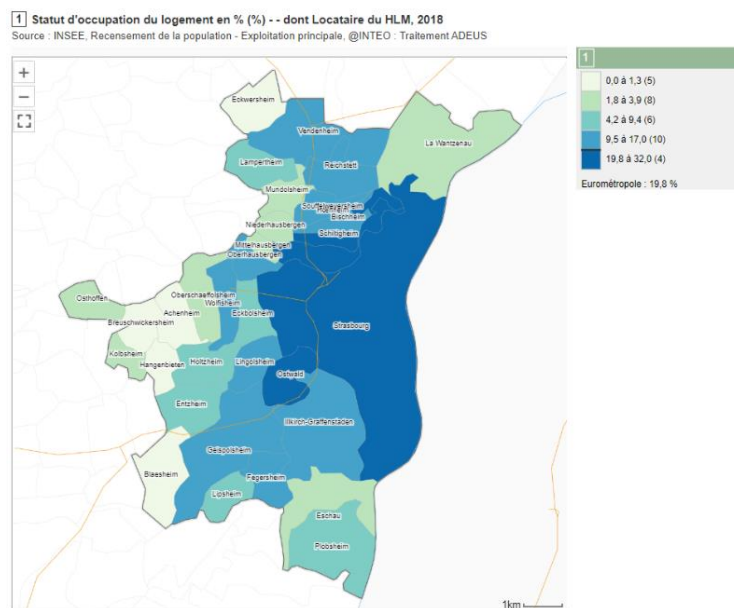 1 Statut d'occupation du logement en % (%) - - dont Locataire du HLM, 2018
Source : INSEE, Recensement de la population - Exploitation principale, @INTEO : Traitement ADEUS
+
−
1
0,0 à 1,3 (5)
1,8 à 3,9 (8)
4,2 à 9,4 (6)
9,5 à 17,0 (10)
19,8 à 32,0 (4)
Eurométropole : 19,8 %
Eckwersheim
Vendenheim
La Wantzenau
Lampertheim
Reichstett
Mundolsheim
Souffelweyersheim
Bischheim
Niederhausbergen
Schiltigheim
Mittelhausbergen
Oberhausbergen
Osthoffen
Oberschaeffolsheim
Wolfisheim
Achenheim
Eckbolsheim
Breuschwickersheim
Strasbourg
Kolbsheim
Hangenbieten
Holtzheim
Lingolsheim
Ostwald
Entzheim
Illkirch-Graffenstaden
Geispolsheim
Blaesheim
Fegersheim
Lipsheim
Eschau
Plobsheim
1km